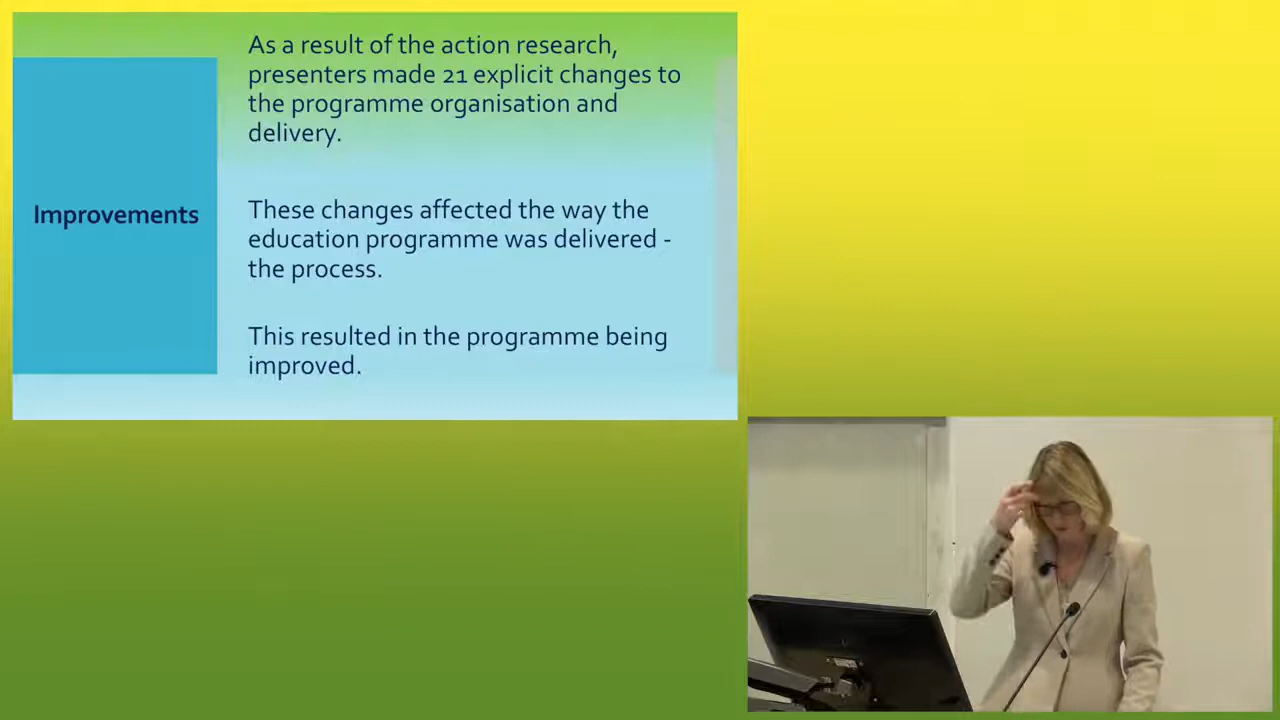 Improvements
As a result of the action research,
presenters made 21 explicit changes to
the programme organisation and
delivery.
These changes affected the way the
education programme was delivered -
the process.
This resulted in the programme being
improved.